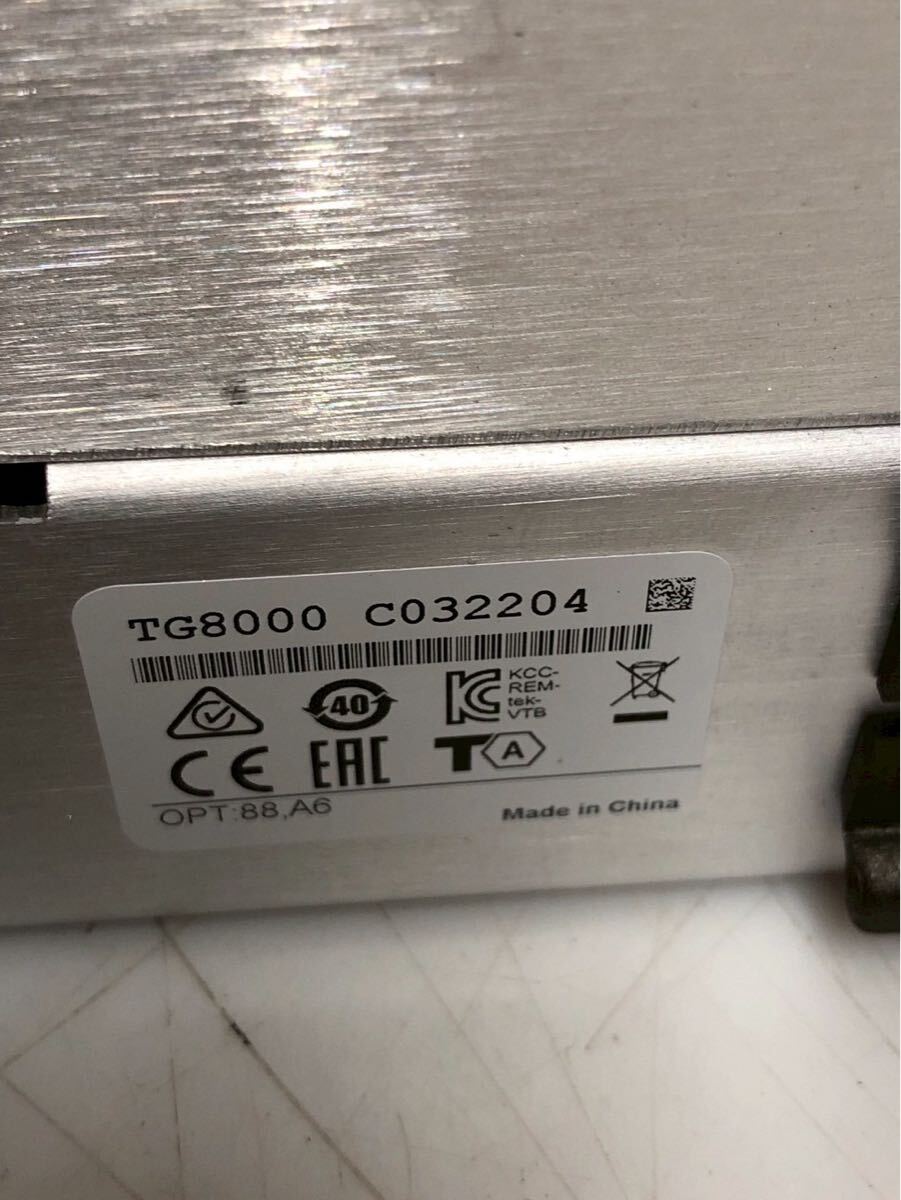 TG8000 C032204
40
KCC-
REM-
tek-
VTB
CE EAC T A
OPT:88,A6
Made in China